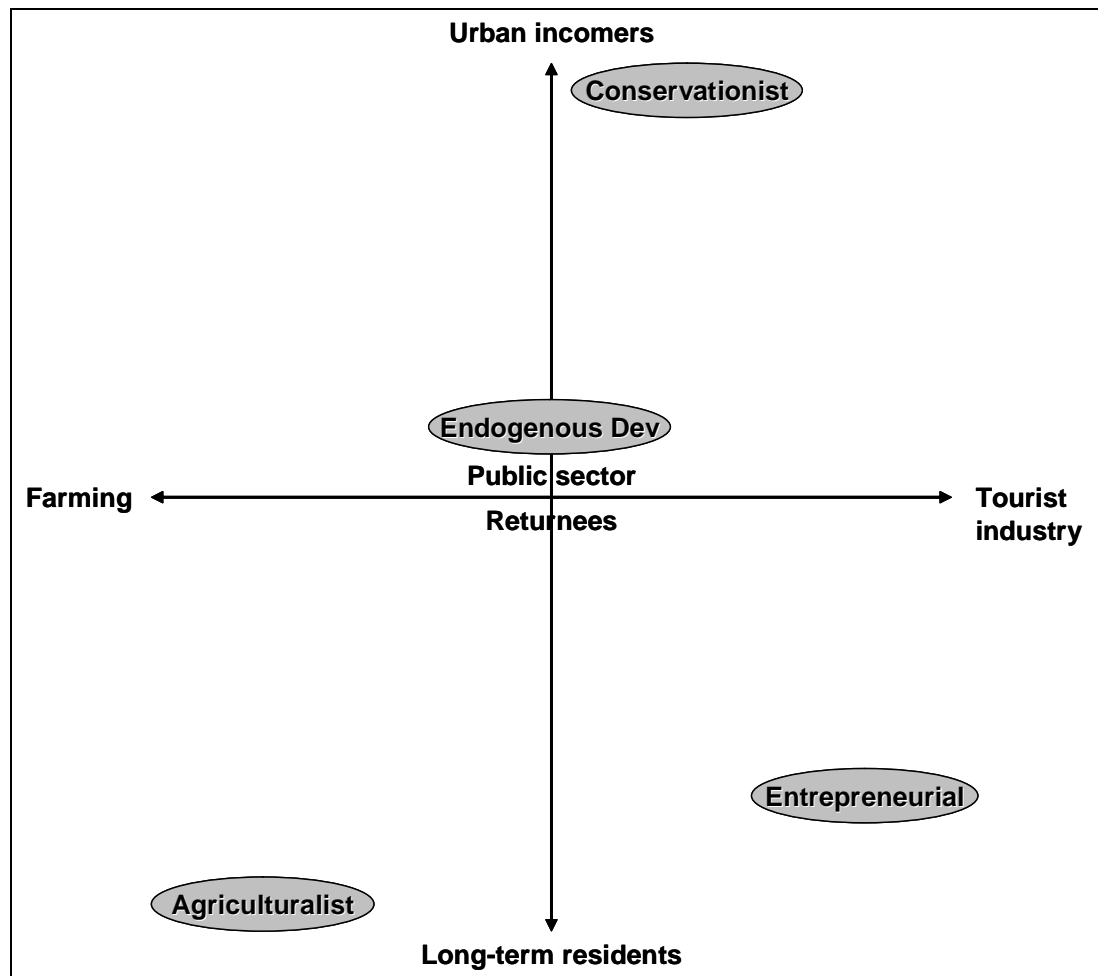 Urban incomers
Conservationist
Endogenous Dev
Public sector
Farming
Returnees
Tourist
industry
Entrepreneurial
Agriculturalist
Long-term residents